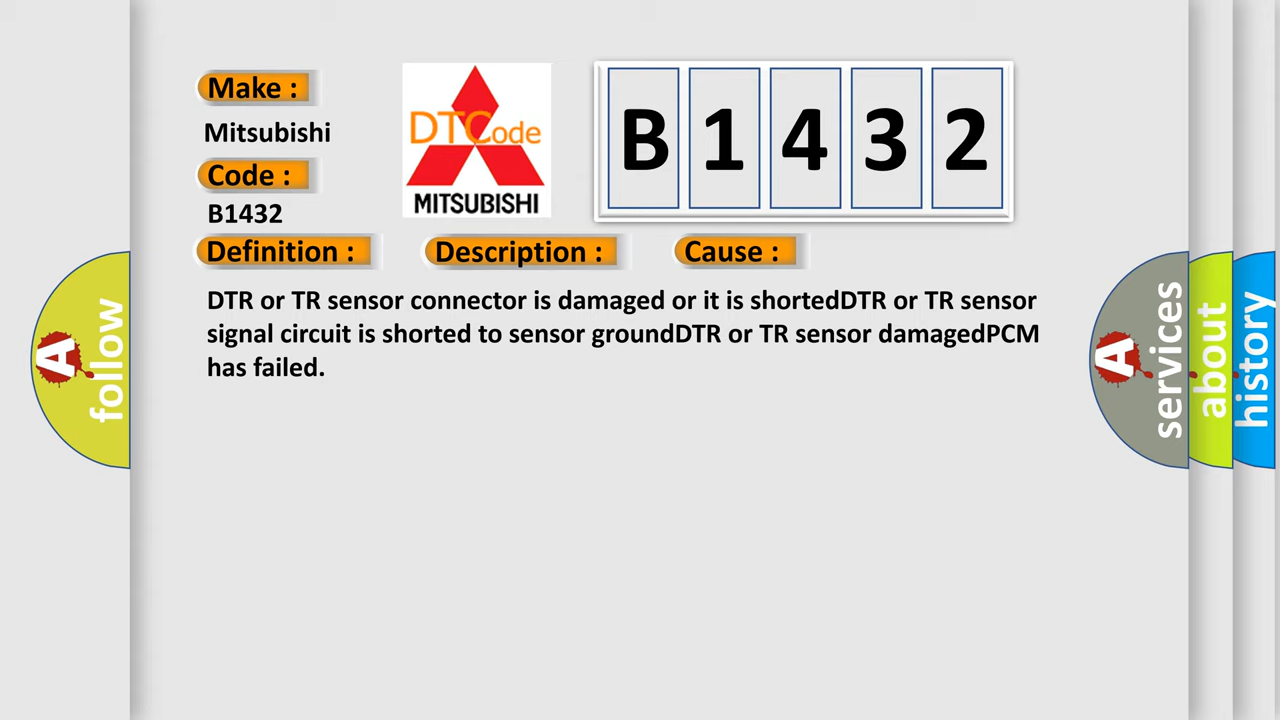 Make :
Mitsubishi
Code :
B1432
DTCode
MITSUBISHI
B 1 4 3 2
Definition : Description : Cause :
DTR or TR sensor connector is damaged or it is shortedDTR or TR sensor
signal circuit is shorted to sensor groundDTR or TR sensor damagedPCM
has failed.
A follow
A services
about
history